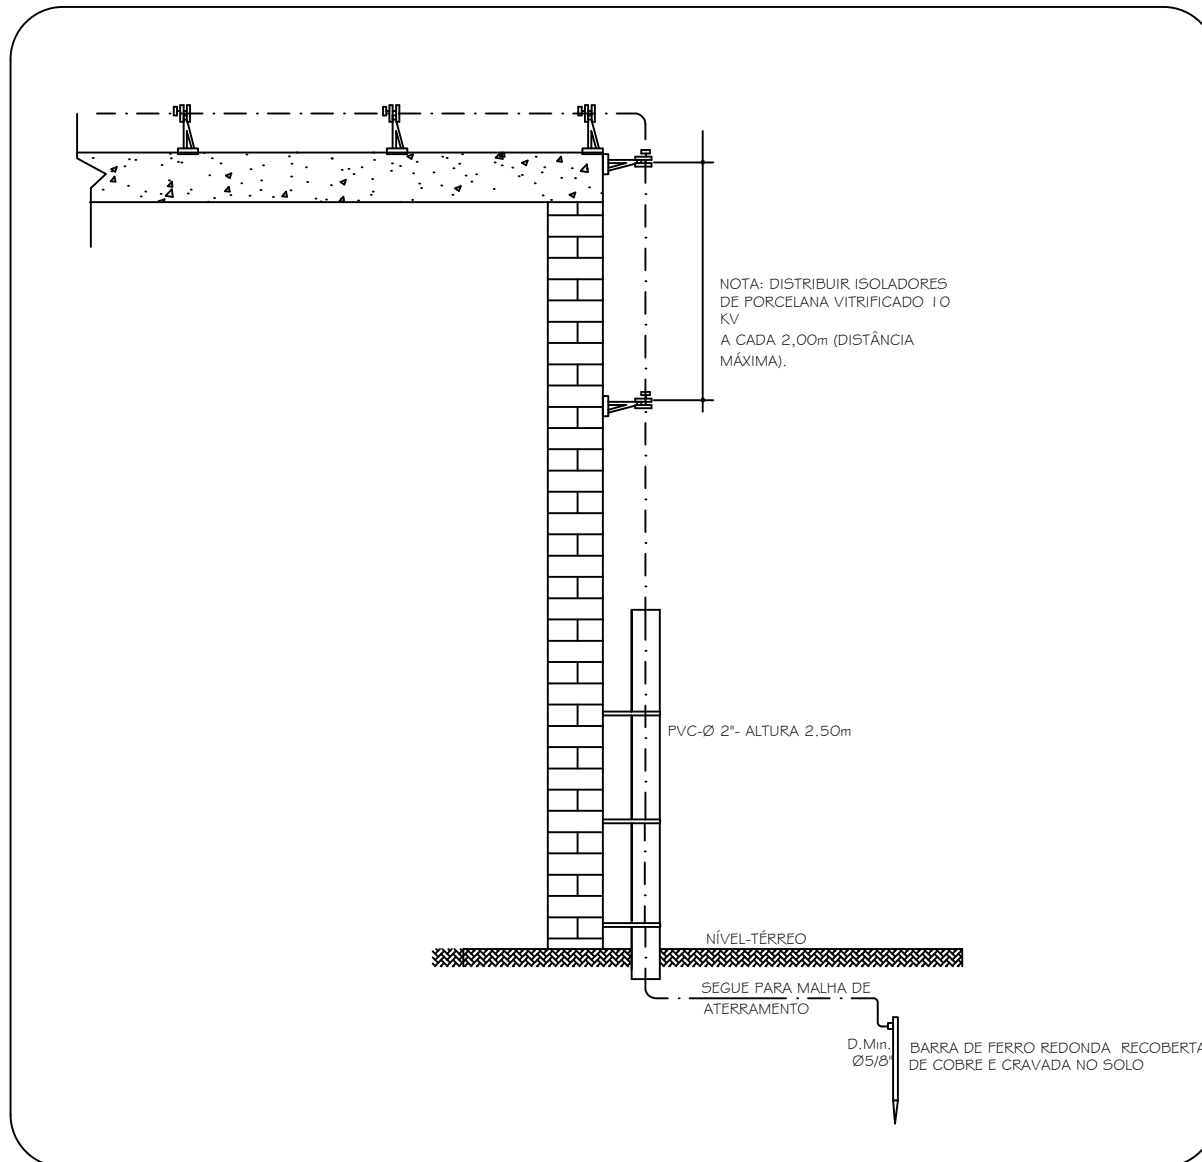 NOTA: DISTRIBUIR ISOLADORES
DE PORCELANA VITRIFICADO 10
KV
A CADA 2,00m (DISTÂNCIA
MÁXIMA).
PVC-Ø 2"- ALTURA 2.50m
NÍVEL-TÉRREO
SEGUE PARA MALHA DE
ATERRAMENTO
D.Min.
Ø5/8"
BARRA DE FERRO REDONDA RECOBERTA
DE COBRE E CRAVADA NO SOLO